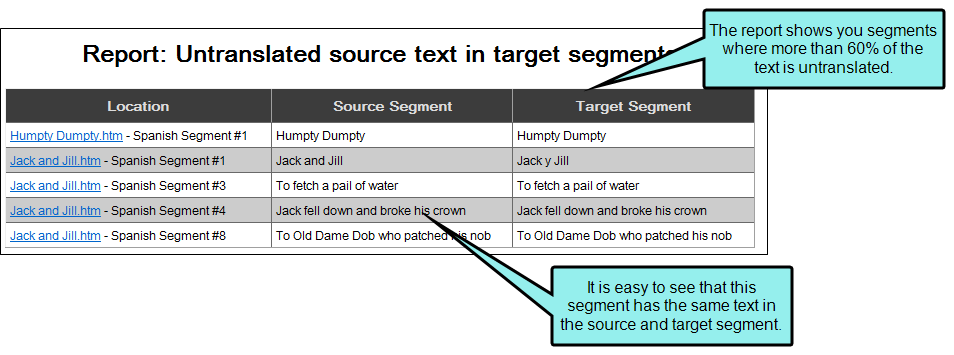 The report shows you segments
where more than 60% of the
text is untranslated.
Report: Untranslated source text in target segments
Location Source Segment Target Segment
Humpty Dumpty.htm - Spanish Segment #1 Humpty Dumpty Humpty Dumpty
Jack and Jill.htm - Spanish Segment #1 Jack and Jill Jack y Jill
Jack and Jill.htm - Spanish Segment #3 To fetch a pail of water To fetch a pail of water
Jack and Jill.htm - Spanish Segment #4 Jack fell down and broke his crown Jack fell down and broke his crown
Jack and Jill.htm - Spanish Segment #8 To Old Dame Dob who patched his nob To Old Dame Dob who patched his nob
It is easy to see that this
segment has the same text in
the source and target segment.